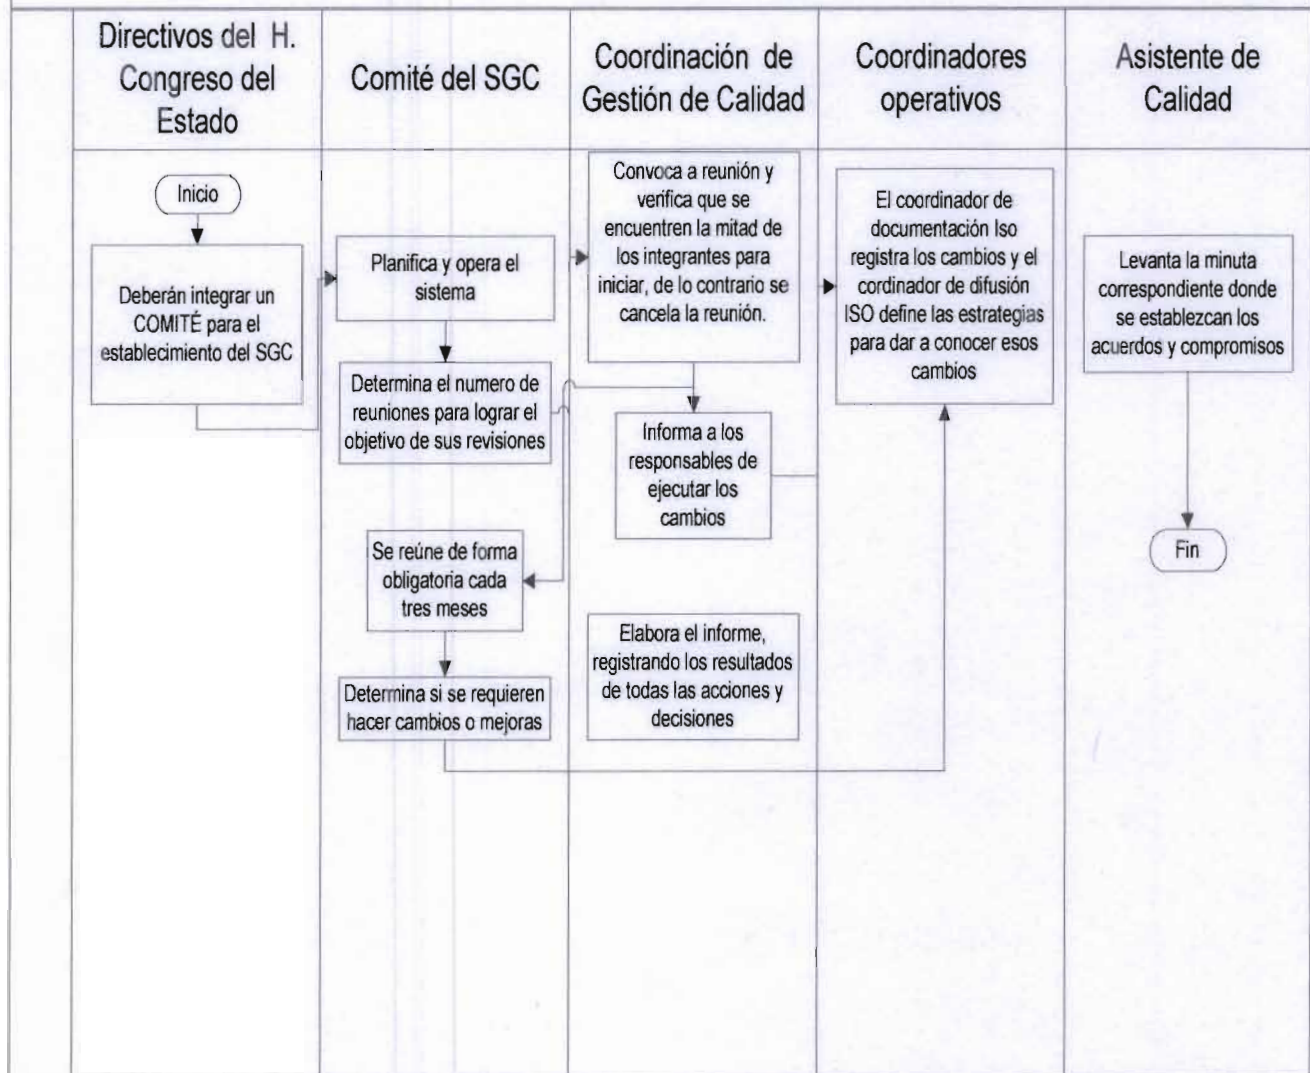 Directivos del H.
Congreso del
Estado
Comité del SGC
Coordinación de
Gestión de Calidad
Coordinadores
operativos
Asistente de
Calidad
Inicio
Deberán integrar un
COMITÉ para el
establecimiento del SGC
Planifica y opera el
sistema
Determina el numero de
reuniones para lograr el
objetivo de sus revisiones
Se reúne de forma
obligatoria cada
tres meses
Determina si se requieren
hacer cambios o mejoras
Convoca a reunión y
verifica que se
encuentren la mitad de
los integrantes para
iniciar, de lo contrario se
cancela la reunión.
Informa a los
responsables de
ejecutar los
cambios
Elabora el informe,
registrando los resultados
de todas las acciones y
decisiones
El coordinador de
documentación Iso
registra los cambios y el
cordinador de difusión
ISO define las estrategias
para dar a conocer esos
cambios
Levanta la minuta
correspondiente donde
se establezcan los
acuerdos y compromisos
Fin